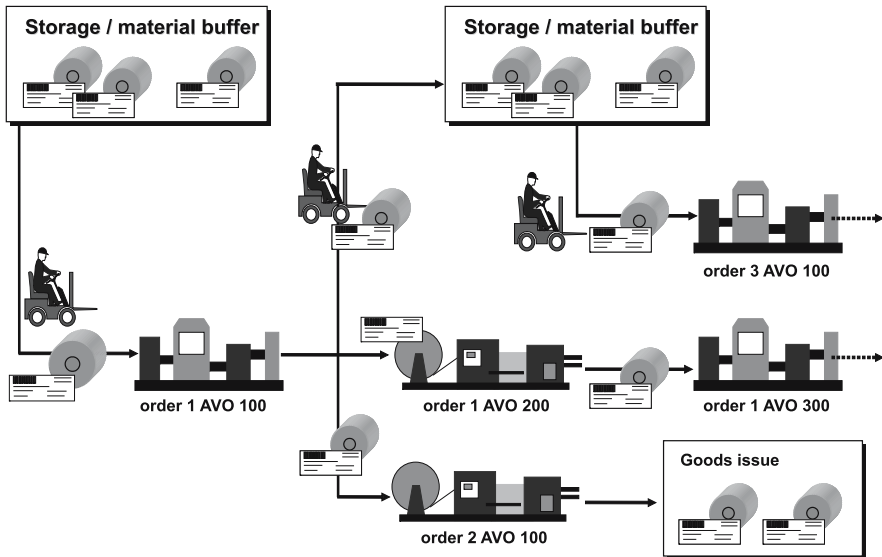 Storage / material buffer
Storage / material buffer
order 3 AVO 100
order 1 AVO 100
order 1 AVO 200
order 1 AVO 300
Goods issue
order 2 AVO 100